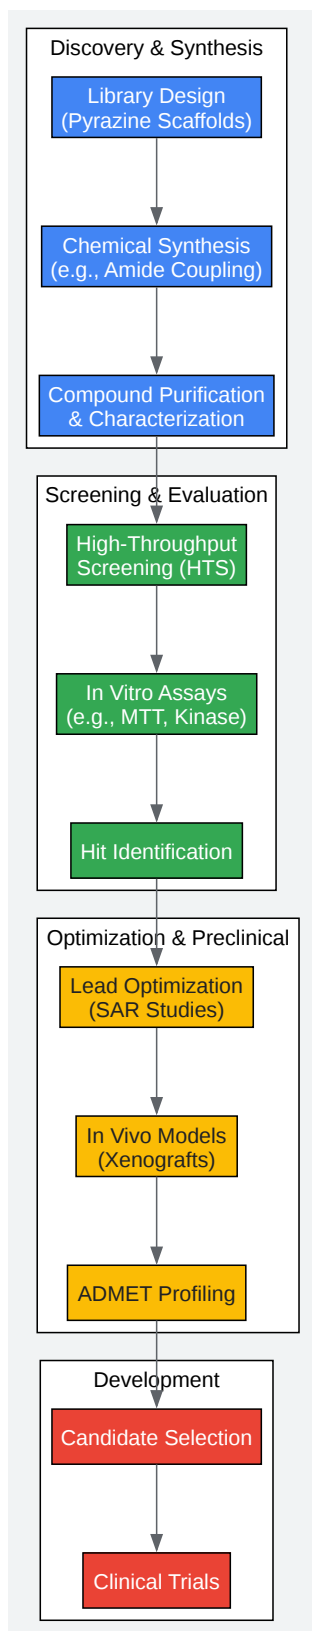 Discovery & Synthesis
Library Design
(Pyrazine Scaffolds)
Chemical Synthesis
(e.g., Amide Coupling)
Compound Purification
& Characterization
Screening & Evaluation
High-Throughput
Screening (HTS)
In Vitro Assays
(e.g., MTT, Kinase)
Hit Identification
Optimization & Preclinical
Lead Optimization
(SAR Studies)
In Vivo Models
(Xenografts)
ADMET Profiling
Development
Candidate Selection
Clinical Trials